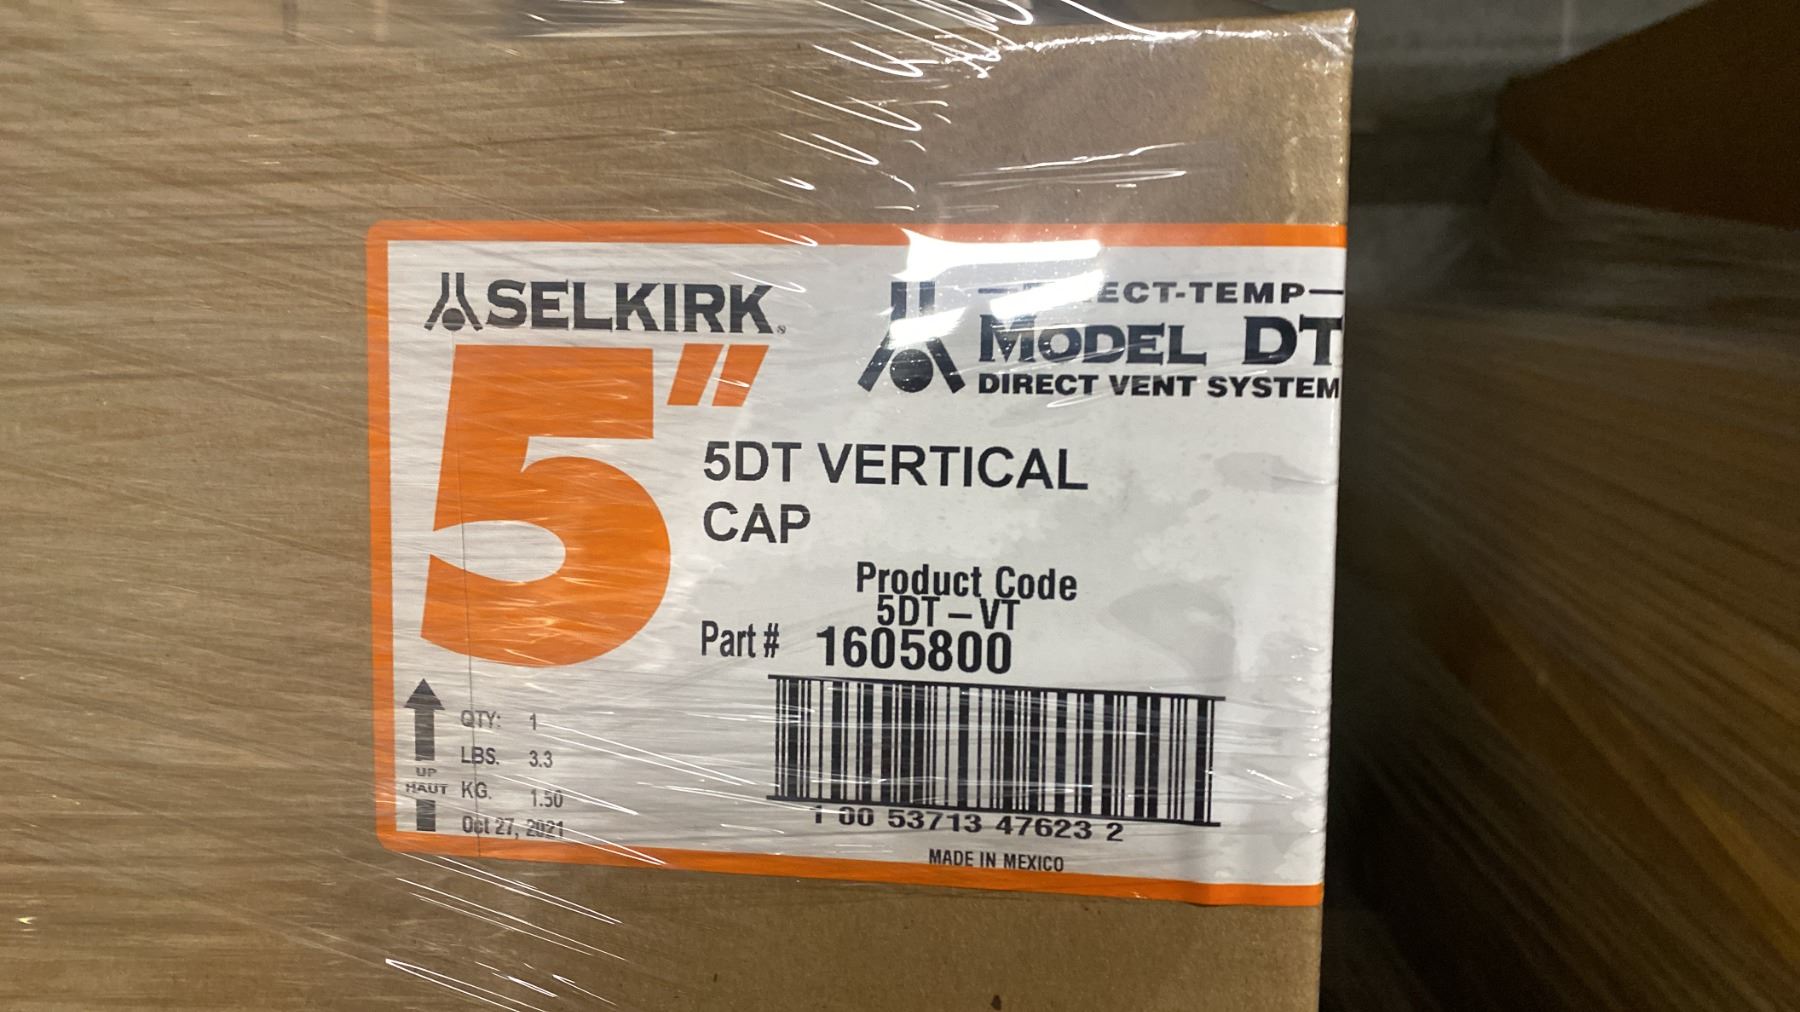 SELKIRK
5"
ECT-TEMP
MODEL DT
DIRECT VENT SYSTEM
5DT VERTICAL
CAP
Product Code
5DT-VT
Part # 1605800
UP
HAUT
QTY: 1
LBS. 3.3
KG. 1.50
Oct 27, 2021
1 00 53713 47623 2
MADE IN MEXICO